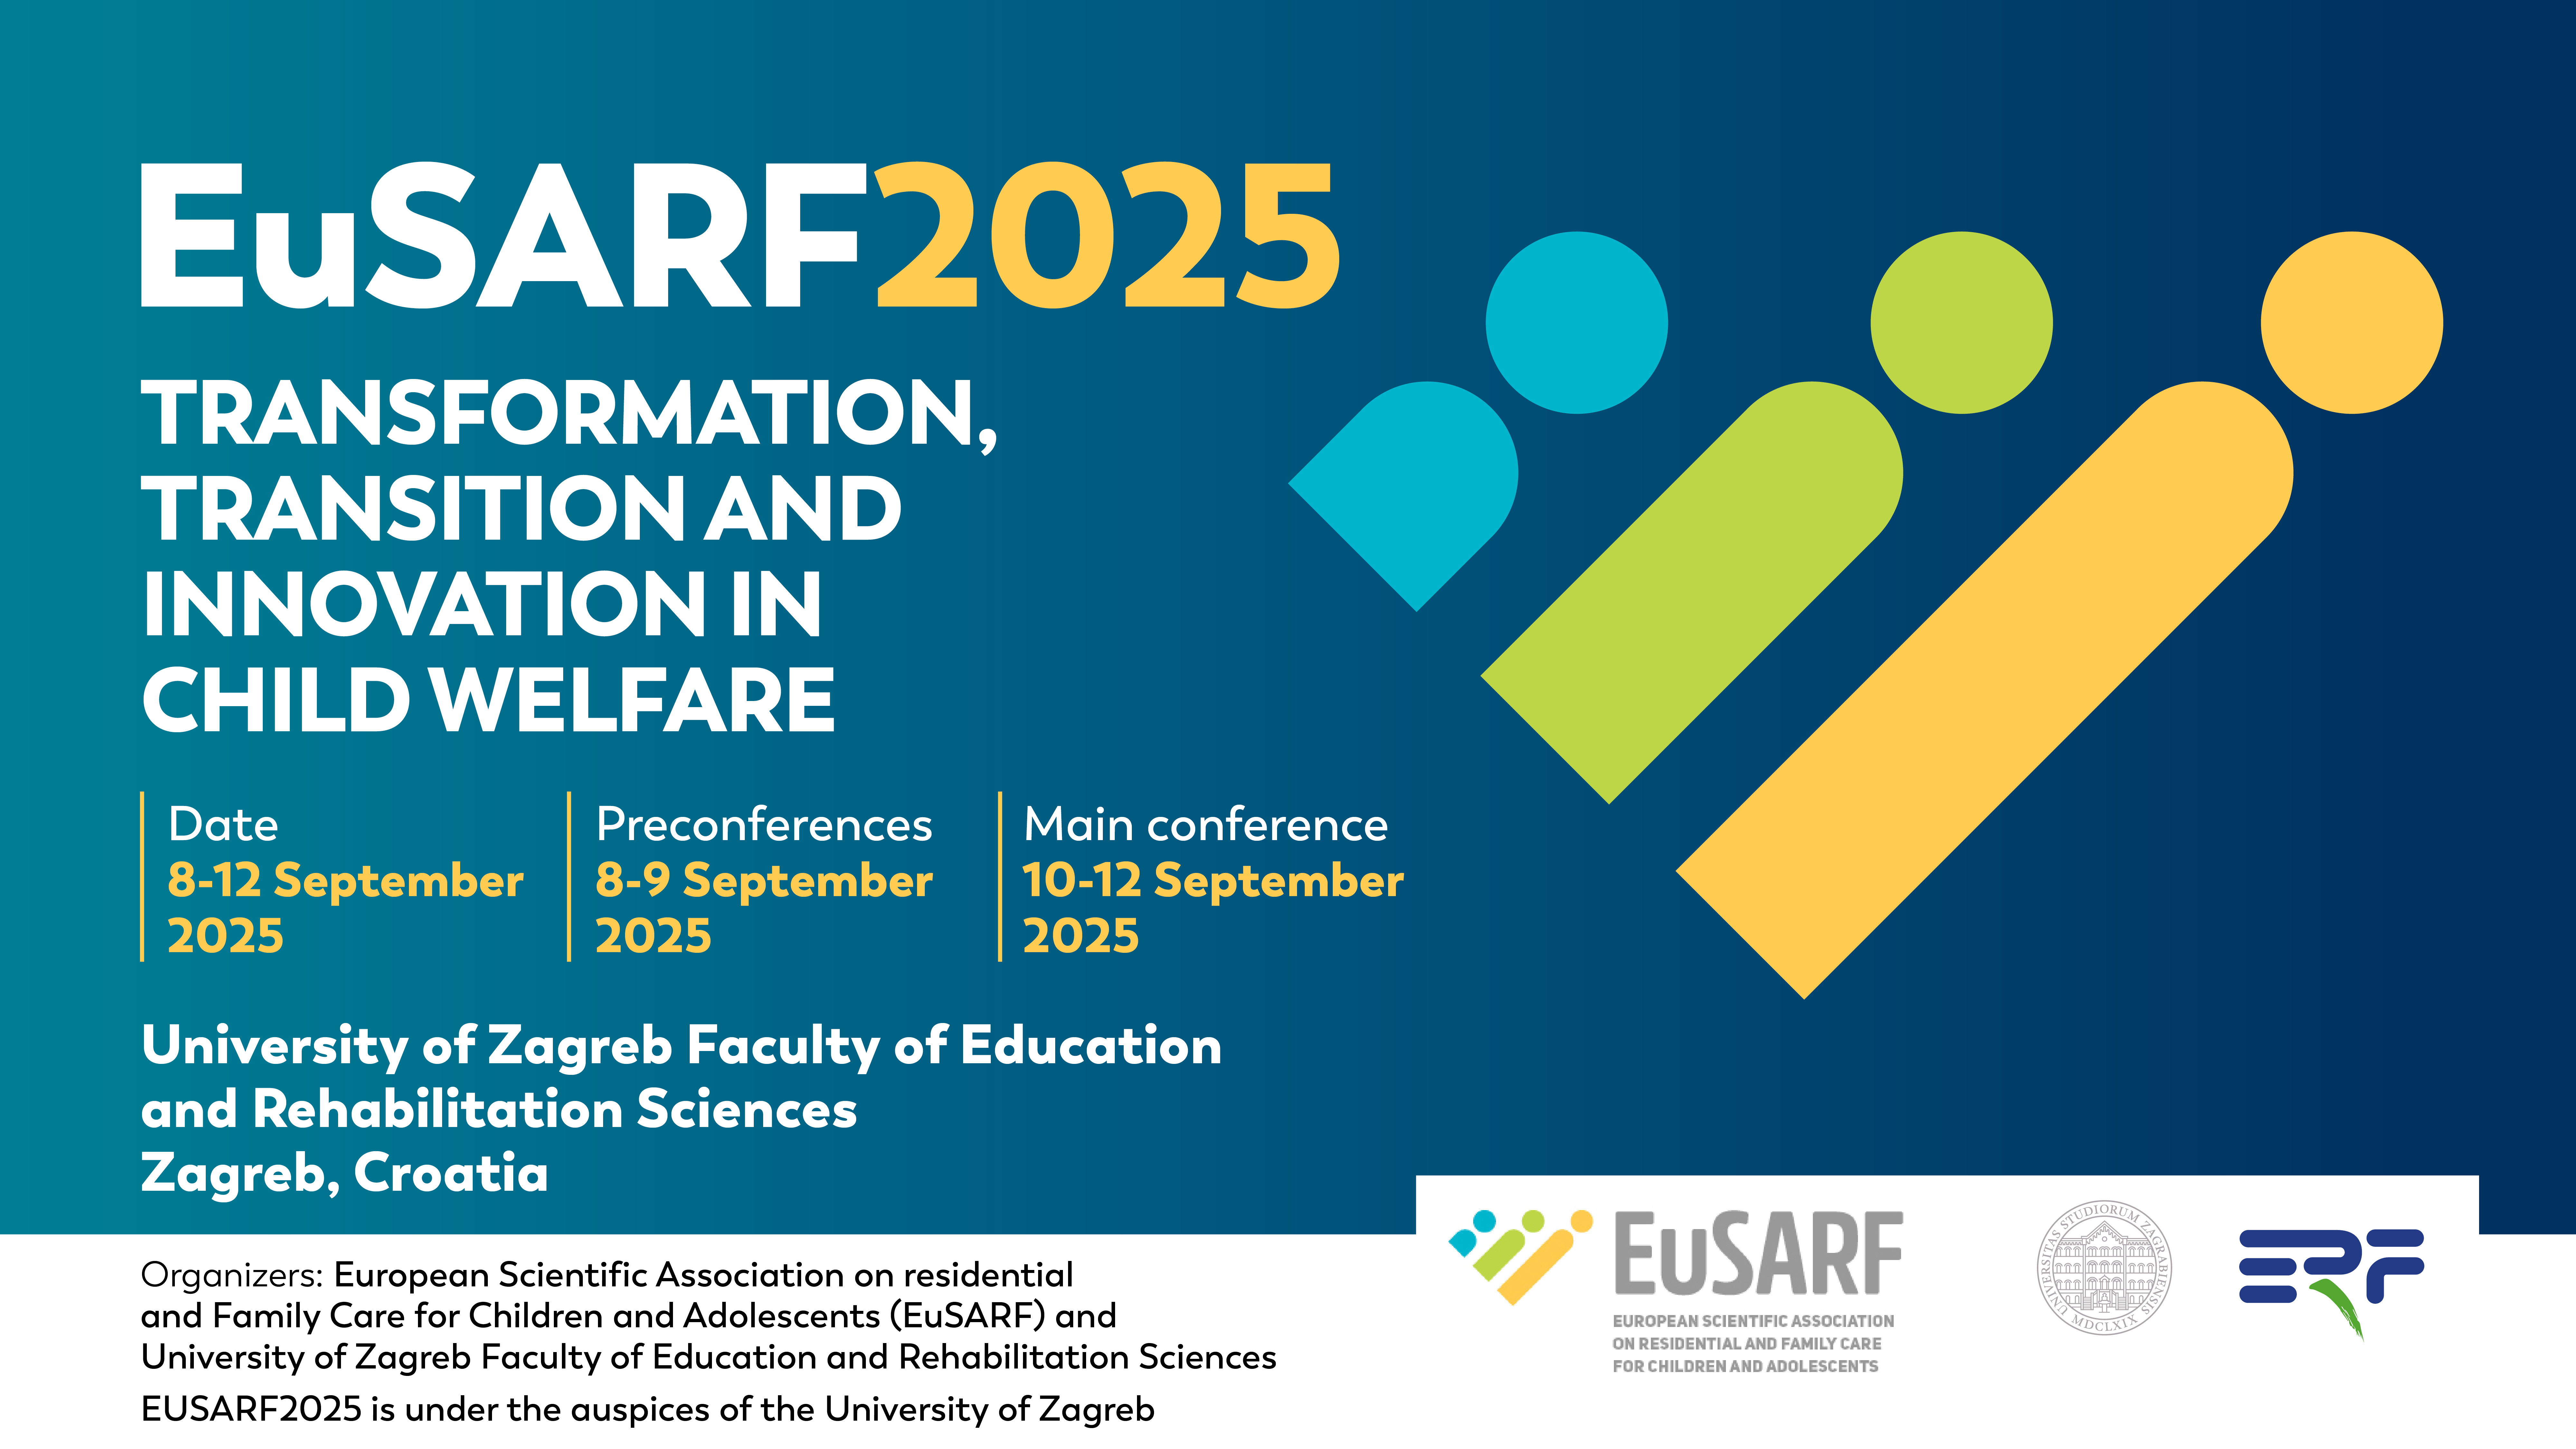 EuSARF2025
TRANSFORMATION,
TRANSITION AND
INNOVATION IN
CHILD WELFARE
Date
8-12 September
2025
Preconferences
8-9 September
2025
Main conference
10-12 September
2025
University of Zagreb Faculty of Education
and Rehabilitation Sciences
Zagreb, Croatia
Organizers: European Scientific Association on residential
and Family Care for Children and Adolescents (EuSARF) and
University of Zagreb Faculty of Education and Rehabilitation Sciences
EUSARF2025 is under the auspices of the University of Zagreb
EuSARF
EUROPEAN SCIENTIFIC ASSOCIATION
ON RESIDENTIAL AND FAMILY CARE
FOR CHILDREN AND ADOLESCENTS
UNIVERSITAS STUDIORUM ZAGRABIENSIS
MDCLXIX
ERF